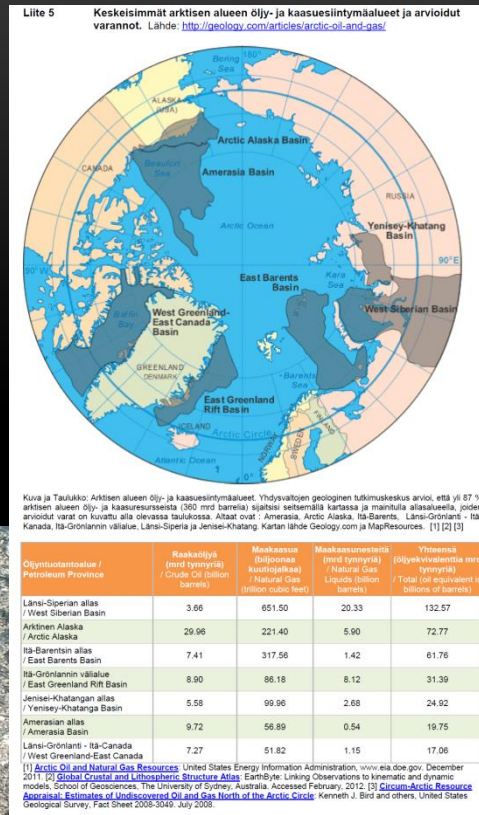 Liite 5 Keskeisimmät arktisen alueen öljy- ja kaasuesiintymäalueet ja arvioidut
varannot. Lähde: http://geology.com/articles/arctic-oil-and-gas/
Bering
Sea
180°
ALASKA
(USA)
Arctic Alaska Basin
CANADA
Beaufort
Sea
Amerasia Basin
RUSSIA
Arctic Ocean
Yenisey-Khatang
Basin
90°W
90°E
East Barents
Basin
Kara
Sea
West Siberian Basin
Baffin
Bay
West Greenland-
East Canada
Basin
GREENLAND
DENMARK
Barents
Sea
East Greenland
Rift Basin
ICELAND
NORWAY
SWEDEN
FINLAND
Arctic Circle
Atlantic Ocean
0°
Kuva ja Taulukko: Arktisen alueen öljy- ja kaasuesiintymäalueet. Yhdysvaltojen geologinen tutkimuskeskus arvioi, että yli 87 %
arktisen alueen öljy- ja kaasuresursseista (360 mrd barrelia) sijaitsisi seitsemällä kartassa ja mainitulla allasalueella, joiden
arvioidut varat on kuvattu alla olevassa taulukossa. Altaat ovat : Amerasia, Arctic Alaska, Itä-Barents, Länsi-Grönlanti - Itä-
Kanada, Itä-Grönlannin välialue, Länsi-Siperia ja Jenisei-Khatang. Kartan lähde Geology.com ja MapResources. [1] [2] [3]
Öljyntuotantoalue /
Petroleum Province
Raakaöljyä
(mrd tynnyriä)
/ Crude Oil (billion
barrels)
Maakaasua
(biljoonaa
kuutiojalkaa)
/ Natural Gas
(trillion cubic feet)
Maakaasunesteitä
(mrd tynnyriä)
/ Natural Gas
Liquids (billion
barrels)
Yhteensä
(öljyekvivalenttia mrd
tynnyriä)
/ Total (oil equivalent in
billions of barrels)
Länsi-Siperian allas
/ West Siberian Basin
3.66 651.50 20.33 132.57
Arktinen Alaska
/ Arctic Alaska
29.96 221.40 5.90 72.77
Itä-Barentsin allas
/ East Barents Basin
7.41 317.56 1.42 61.76
Itä-Grönlannin välialue
/ East Greenland Rift Basin
8.90 86.18 8.12 31.39
Jenisei-Khatangan allas
/ Yenisey-Khatanga Basin
5.58 99.96 2.68 24.92
Amerasian allas
/ Amerasia Basin
9.72 56.89 0.54 19.75
Länsi-Grönlanti - Itä-Canada
/ West Greenland-East Canada
7.27 51.82 1.15 17.06
[1] Arctic Oil and Natural Gas Resources: United States Energy Information Administration, www.eia.doe.gov. December
2011. [2] Global Crustal and Lithospheric Structure Atlas: EarthByte: Linking Observations to kinematic and dynamic
models, School of Geosciences, The University of Sydney, Australia. Accessed February, 2012. [3] Circum-Arctic Resource
Appraisal: Estimates of Undiscovered Oil and Gas North of the Arctic Circle; Kenneth J. Bird and others, United States
Geological Survey, Fact Sheet 2008-3049. July 2008.